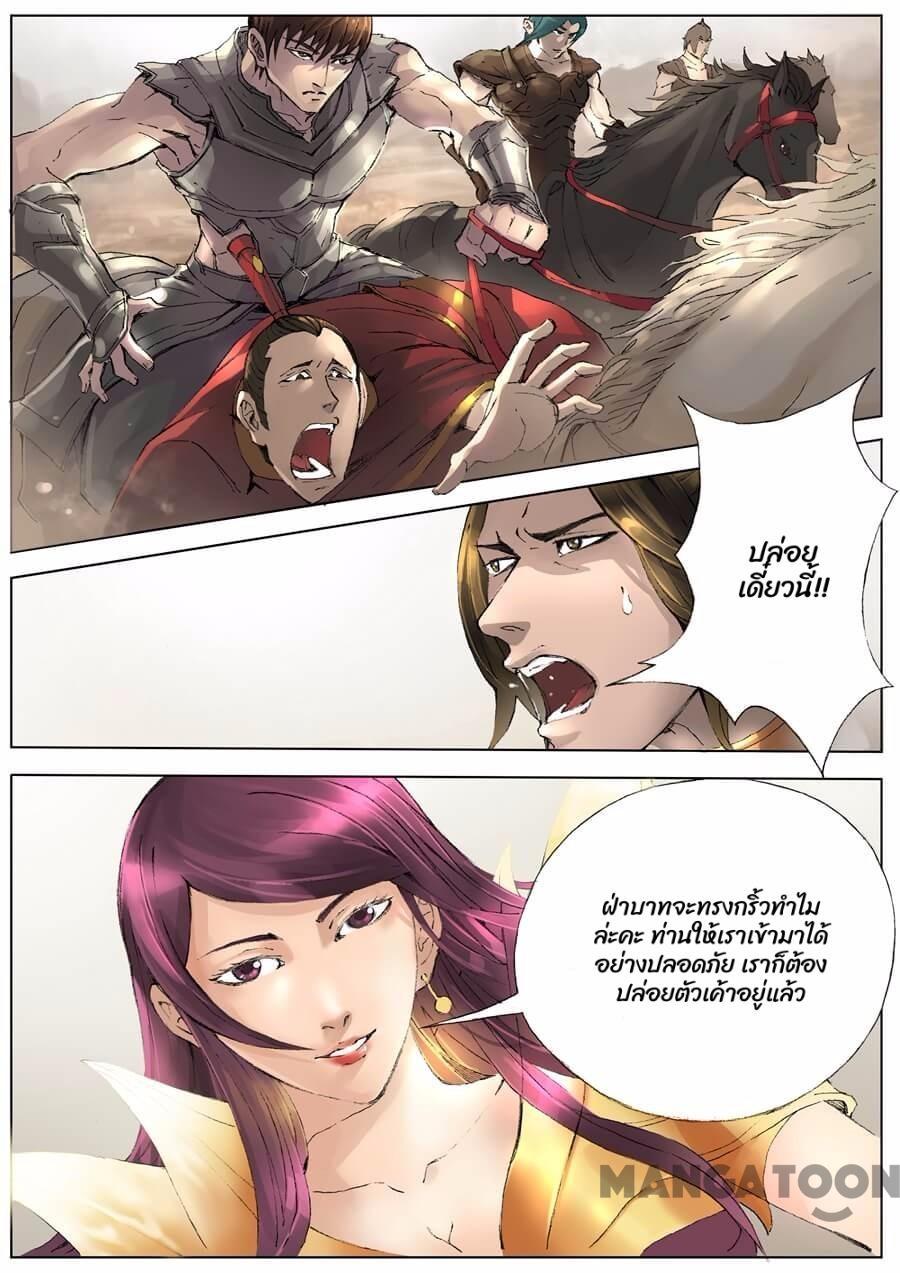 ปล่อย
เดี๋ยวนี้!!
ฝ่าบาทจะทรงกริ้วทำไม
ล่ะคะ ท่านให้เราเข้ามาได้
อย่างปลอดภัย เราก็ต้อง
ปล่อยตัวเค้าอยู่แล้ว
MANGATOON